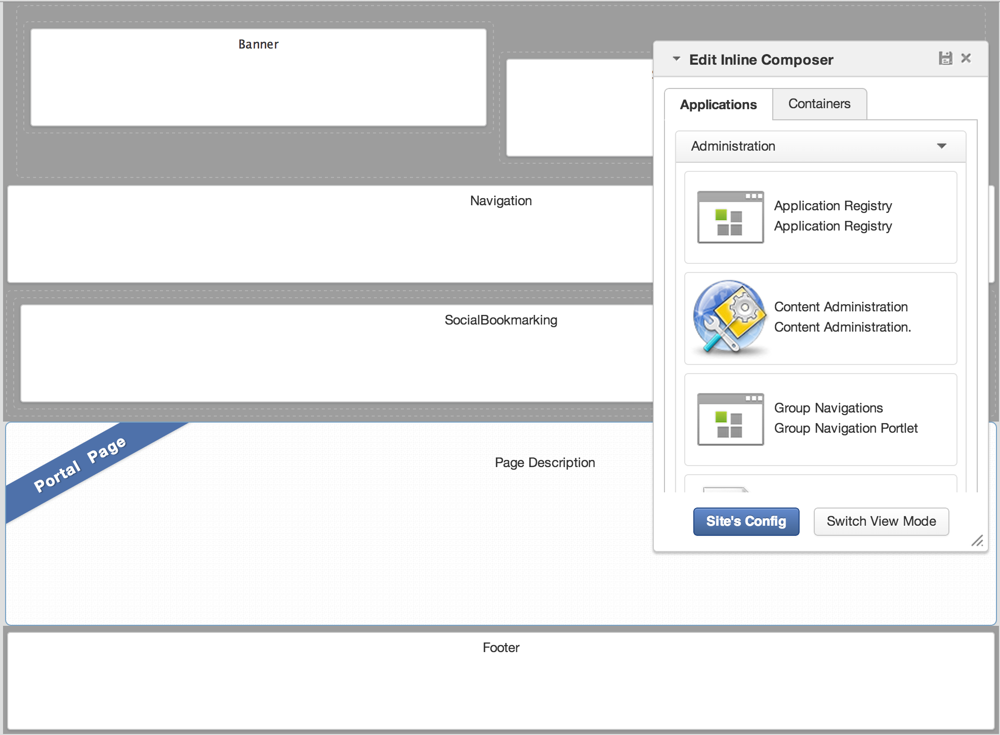 Banner
Edit Inline Composer
Applications
Containers
Administration
Application Registry
Application Registry
Content Administration
Content Administration.
Group Navigations
Group Navigation Portlet
Site's Config
Switch View Mode
Navigation
SocialBookmarking
Portal Page
Page Description
Footer